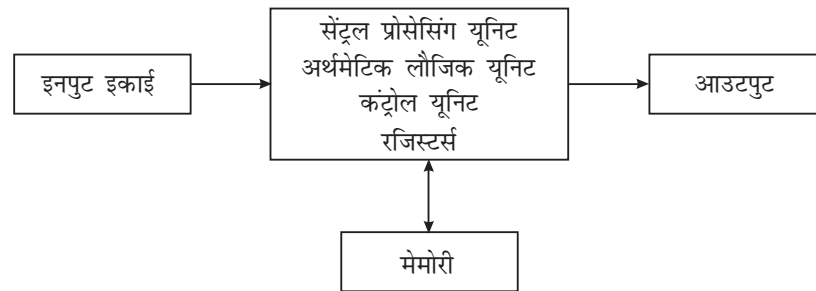 सेंट्रल प्रोसेसिंग यूनिट
अर्थमेटिक लौजिक यूनिट
कंट्रोल यूनिट
रजिस्टर्स
इनपुट इकाई
आउटपुट
मेमोरी